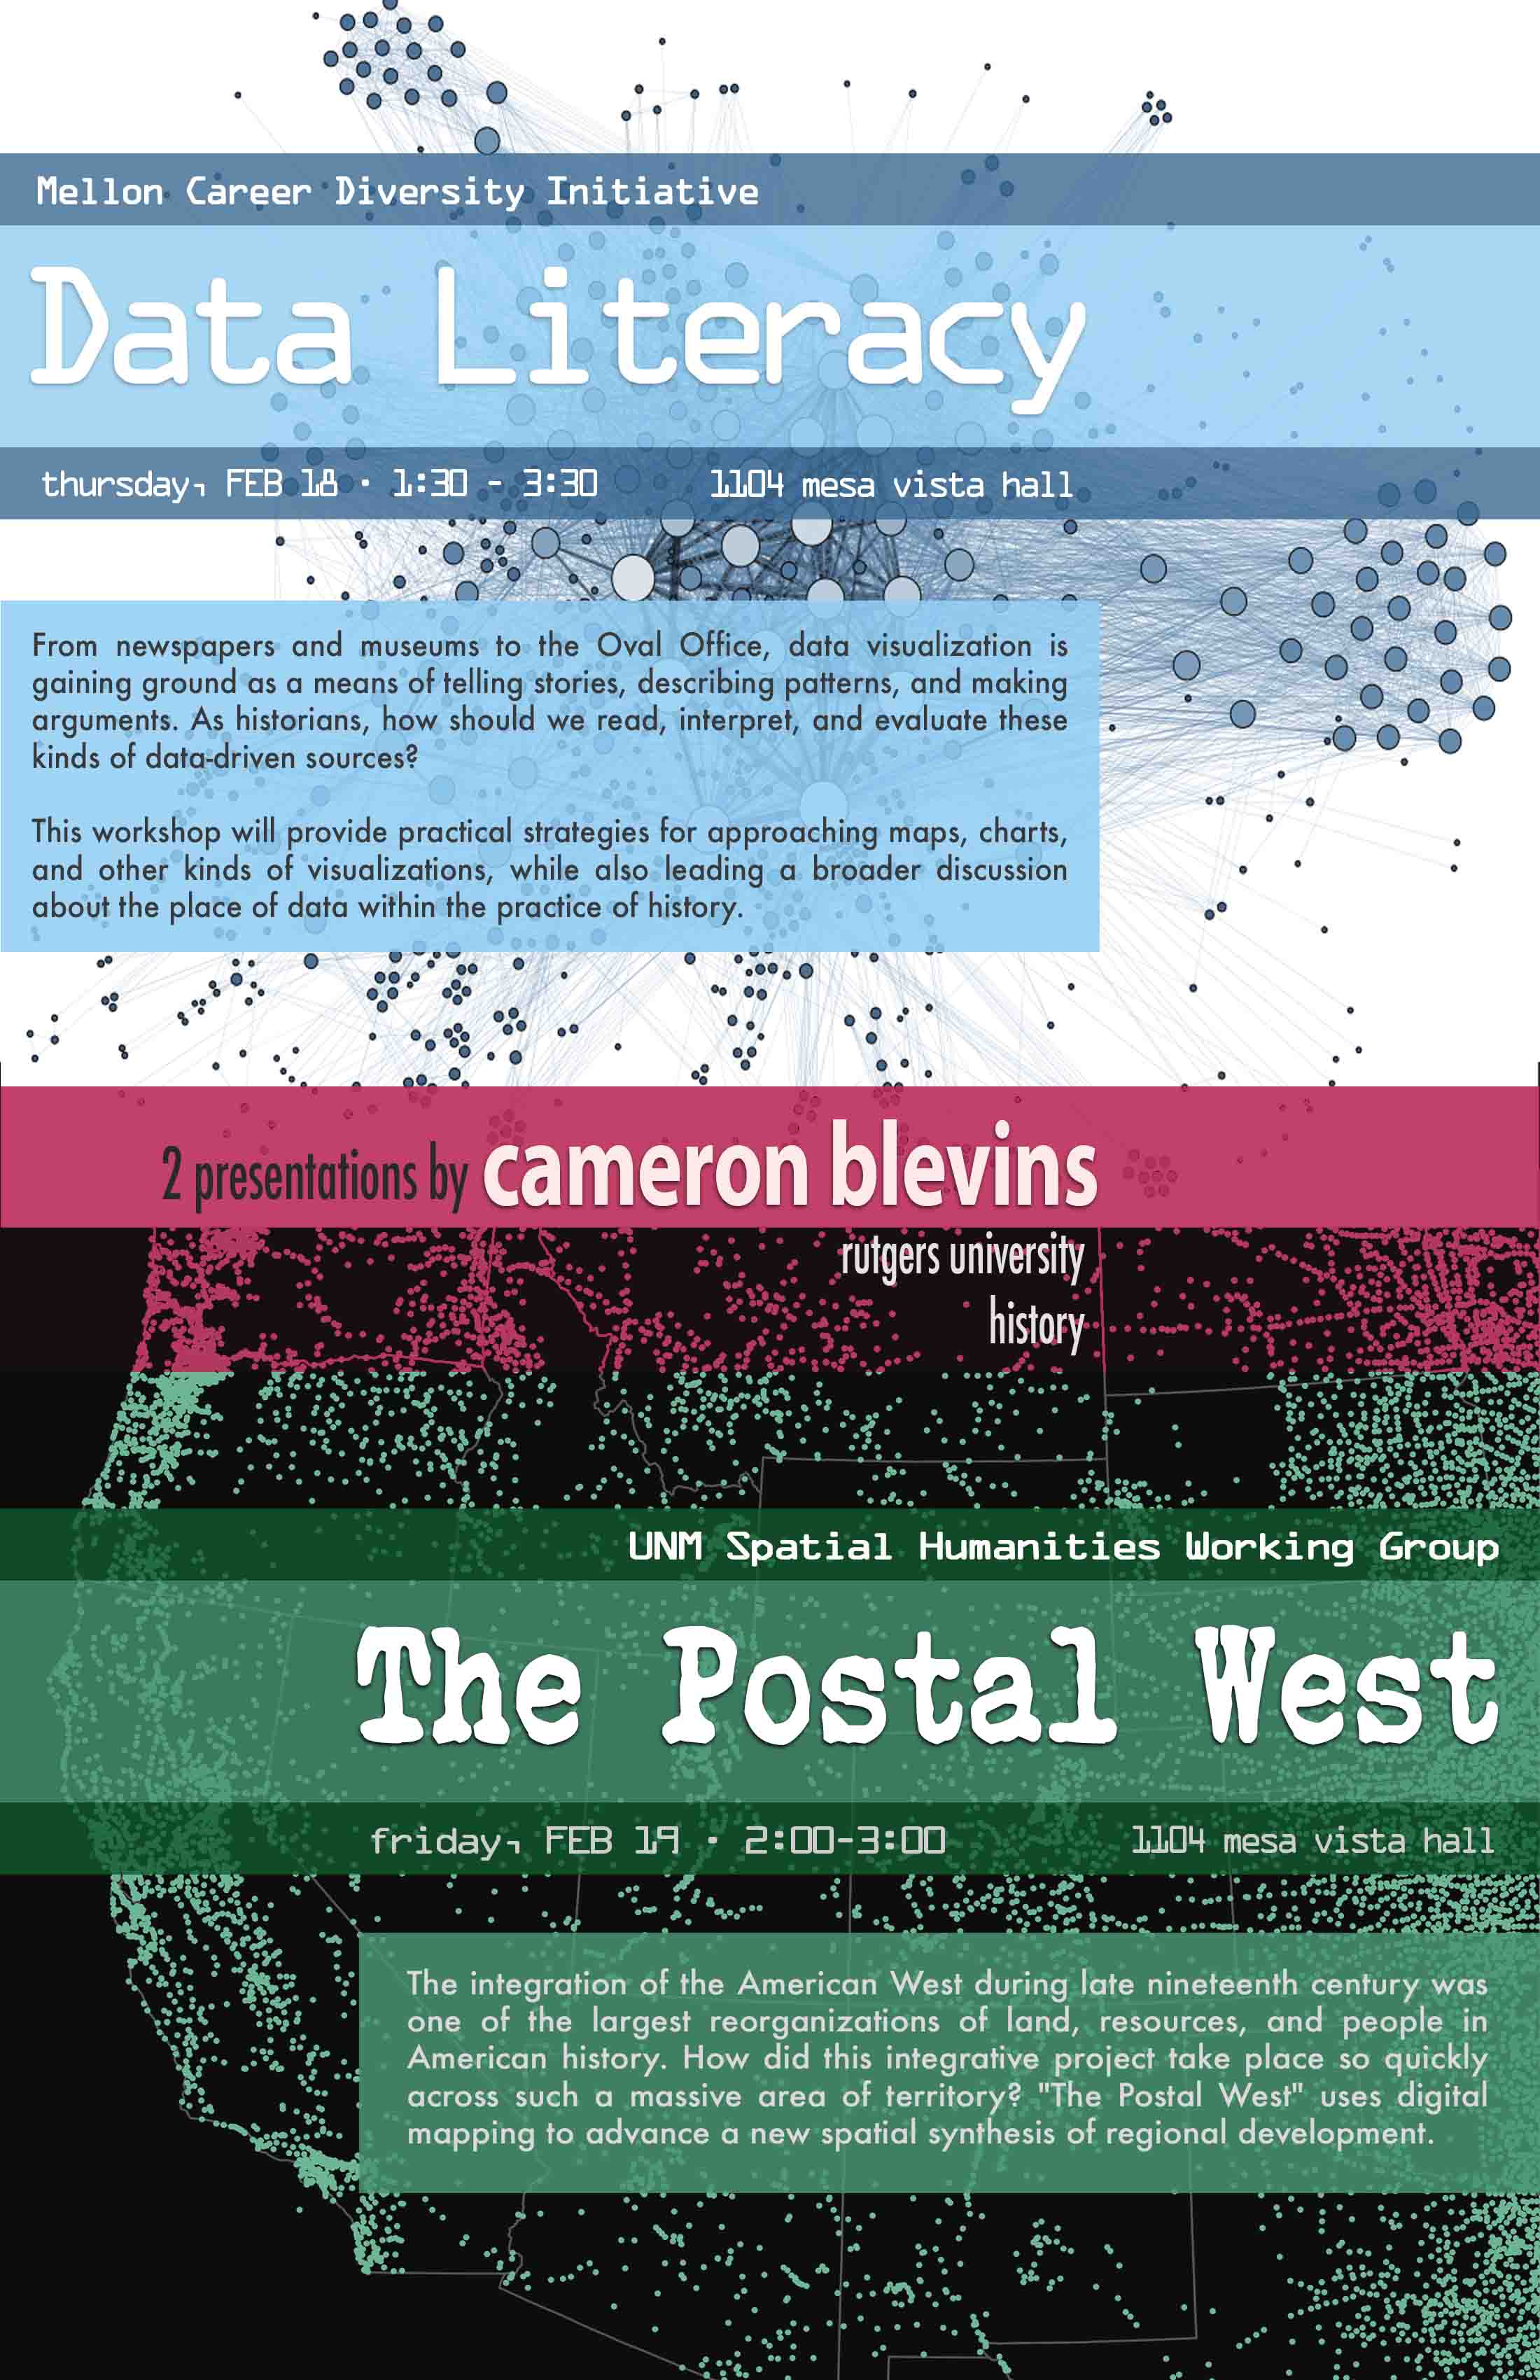 Mellon Career Diversity Initiative
Data Literacy
thursday, FEB 18 · 1:30 - 3:30 1104 mesa vista hall
From newspapers and museums to the Oval Office, data visualization is
gaining ground as a means of telling stories, describing patterns, and making
arguments. As historians, how should we read, interpret, and evaluate these
kinds of data-driven sources?
This workshop will provide practical strategies for approaching maps, charts,
and other kinds of visualizations, while also leading a broader discussion
about the place of data within the practice of history.
2 presentations by cameron blevins
rutgers university
history
UNM Spatial Humanities Working Group
The Postal West
friday, FEB 19 · 2:00-3:00 1104 mesa vista hall
The integration of the American West during late nineteenth century was
one of the largest reorganizations of land, resources, and people in
American history. How did this integrative project take place so quickly
across such a massive area of territory? "The Postal West" uses digital
mapping to advance a new spatial synthesis of regional development.